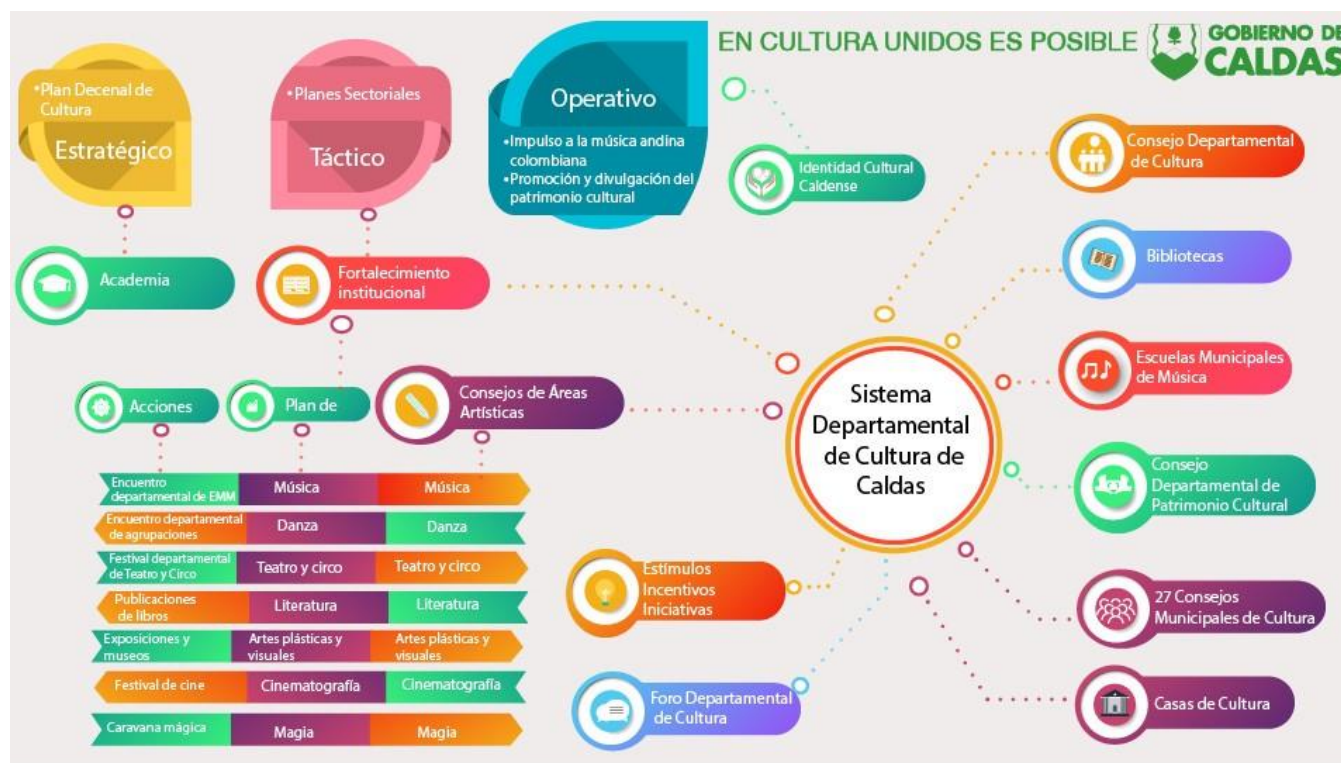 EN CULTURA UNIDOS ES POSIBLE
GOBIERNO DE
CALDAS
•Plan Decenal de
Cultura
Estratégico
•Planes Sectoriales
Táctico
Operativo
•Impulso a la música andina
colombiana
•Promoción y divulgación del
patrimonio cultural
Identidad Cultural
Caldense
Consejo Departamental
de Cultura
Bibliotecas
Escuelas Municipales
de Música
Consejo
Departamental de
Patrimonio Cultural
27 Consejos
Municipales de Cultura
Casas de Cultura
Academia
Fortalecimiento
institucional
Sistema
Departamental
de Cultura de
Caldas
Acciones
Plan de
Consejos de Áreas
Artísticas
Encuentro
departamental de EMM
Música
Música
Encuentro departamental
de agrupaciones
Danza
Danza
Festival departamental
de Teatro y Circo
Teatro y circo
Teatro y circo
Publicaciones
de libros
Literatura
Literatura
Exposiciones y
museos
Artes plásticas y
visuales
Artes plásticas y
visuales
Festival de cine
Cinematografía
Cinematografía
Caravana mágica
Magia
Magia
Estímulos
Incentivos
Iniciativas
Foro Departamental
de Cultura